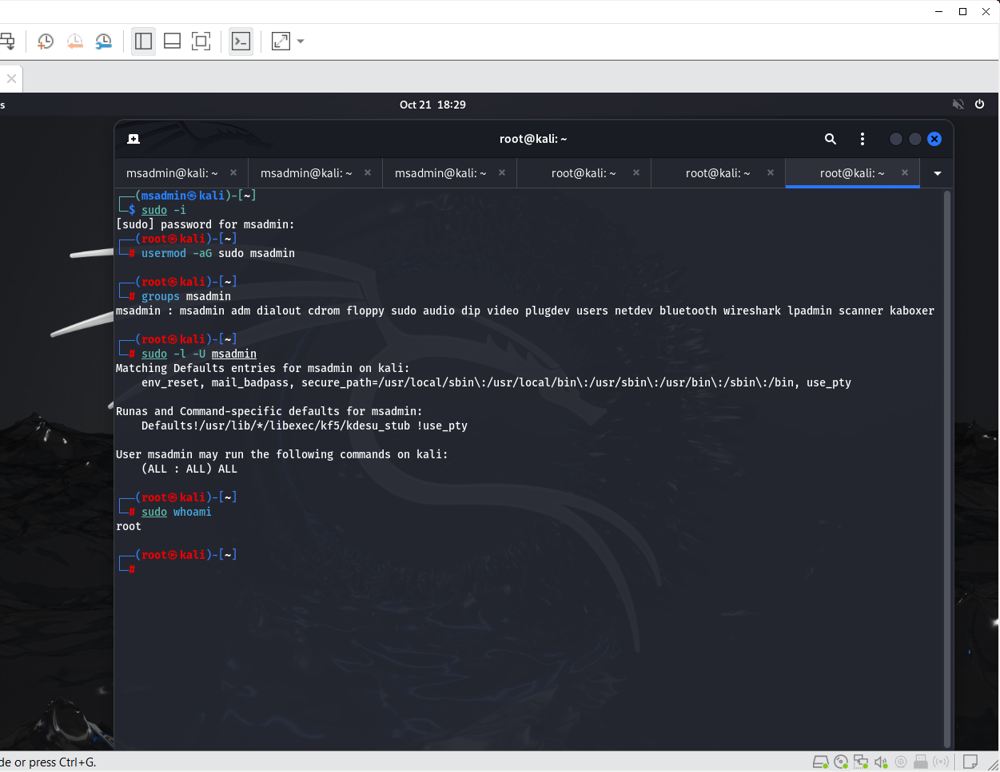 s
Oct 21 18:29
root@kali: ~
msadmin@kali: ~
msadmin@kali: ~
msadmin@kali: ~
root@kali: ~
root@kali: ~
root@kali: ~
┌──(msadmin㉿kali)-[~]
└─$ sudo -i
[sudo] password for msadmin:
┌──(root㉿kali)-[~]
└─# usermod -aG sudo msadmin
┌──(root㉿kali)-[~]
└─# groups msadmin
msadmin : msadmin adm dialout cdrom floppy sudo audio dip video plugdev users netdev bluetooth wireshark lpadmin scanner kaboxer
┌──(root㉿kali)-[~]
└─# sudo -l -U msadmin
Matching Defaults entries for msadmin on kali:
env_reset, mail_badpass, secure_path=/usr/local/sbin\:/usr/local/bin\:/usr/sbin\:/usr/bin\:/sbin\:/bin, use_pty
Runas and Command-specific defaults for msadmin:
Defaults!/usr/lib/*/libexec/kf5/kdesu_stub !use_pty
User msadmin may run the following commands on kali:
(ALL : ALL) ALL
┌──(root㉿kali)-[~]
└─# sudo whoami
root
┌──(root㉿kali)-[~]
└─#
de or press Ctrl+G.